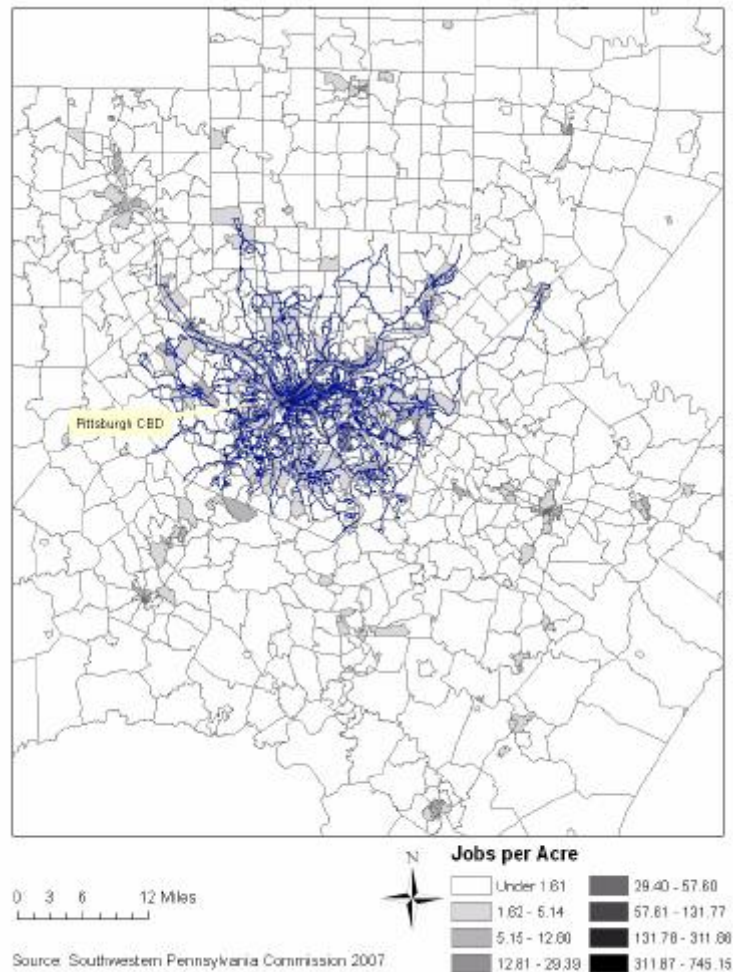 Pittsburgh CBD
N
Jobs per Acre
0 3 6 12 Miles
Under 1.61
1.62 - 5.14
5.15 - 12.80
12.81 - 29.39
29.40 - 57.60
57.61 - 131.77
131.78 - 311.86
311.87 - 745.15
Source: Southwestern Pennsylvania Commission 2007